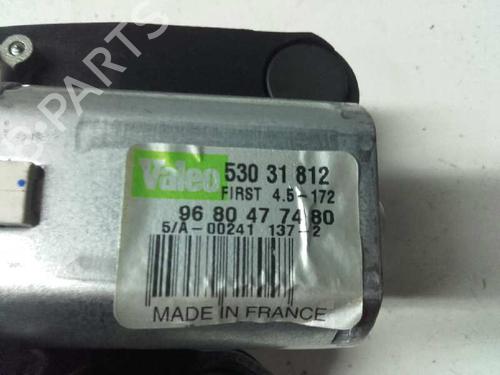 Valeo 530 31 812
FIRST 4.5-172
96 80 47 74 80
5/A-00241 137-2
MADE IN FRANCE
B-PARTS